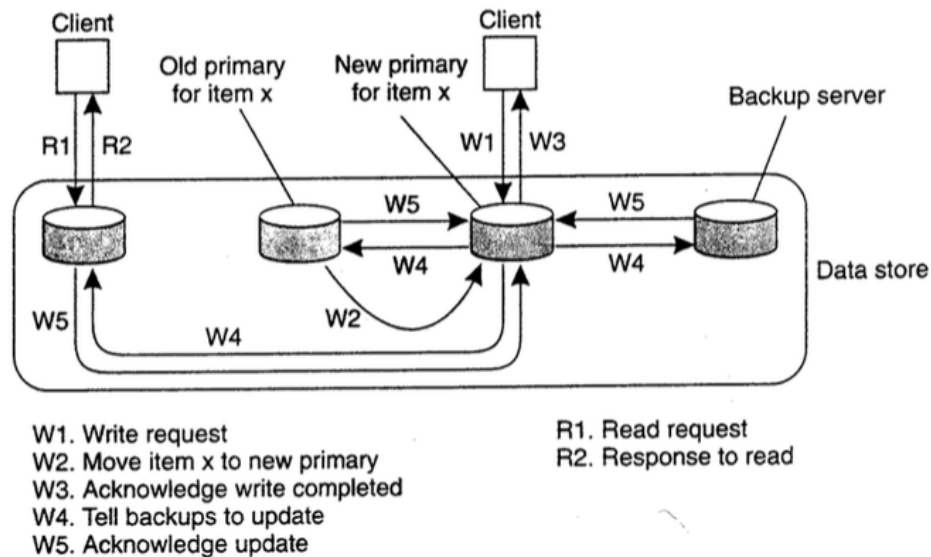 Client
Client
Old primary
for item x
New primary
for item x
Backup server
R1
R2
W1
W3
W5
W5
W4
W4
Data store
W5
W4
W2
W1. Write request
W2. Move item x to new primary
W3. Acknowledge write completed
W4. Tell backups to update
W5. Acknowledge update
R1. Read request
R2. Response to read